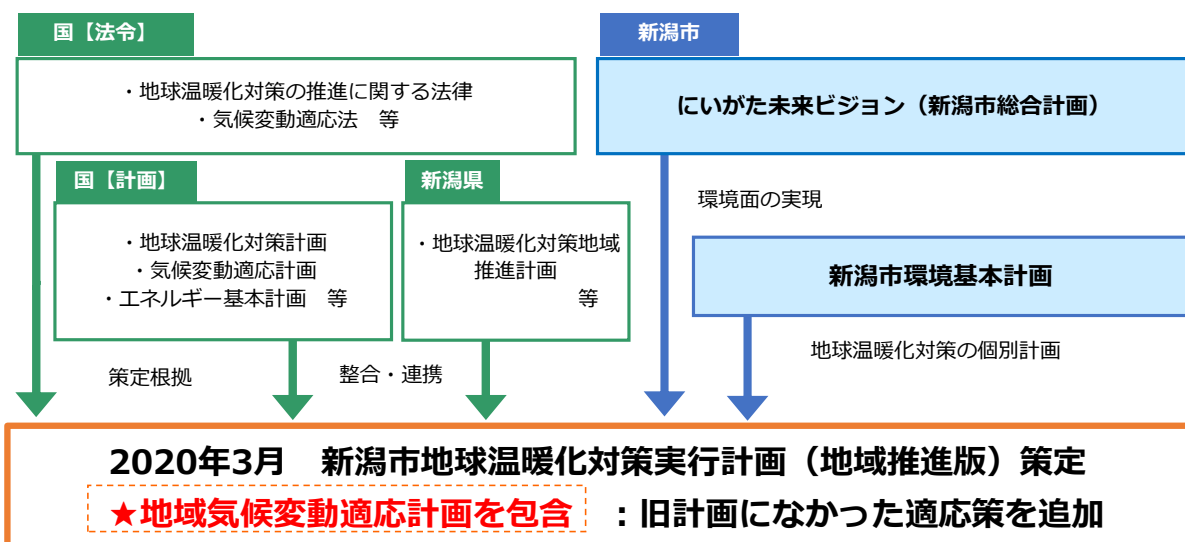 国【法令】
・地球温暖化対策の推進に関する法律
・気候変動適応法　等
新潟市
にいがた未来ビジョン（新潟市総合計画）
国【計画】
・地球温暖化対策計画
・気候変動適応計画
・エネルギー基本計画　等
新潟県
・地球温暖化対策地域
推進計画
等
環境面の実現
新潟市環境基本計画
地球温暖化対策の個別計画
策定根拠
整合・連携
2020年3月　新潟市地球温暖化対策実行計画（地域推進版）策定
★地域気候変動適応計画を包含　：旧計画になかった適応策を追加